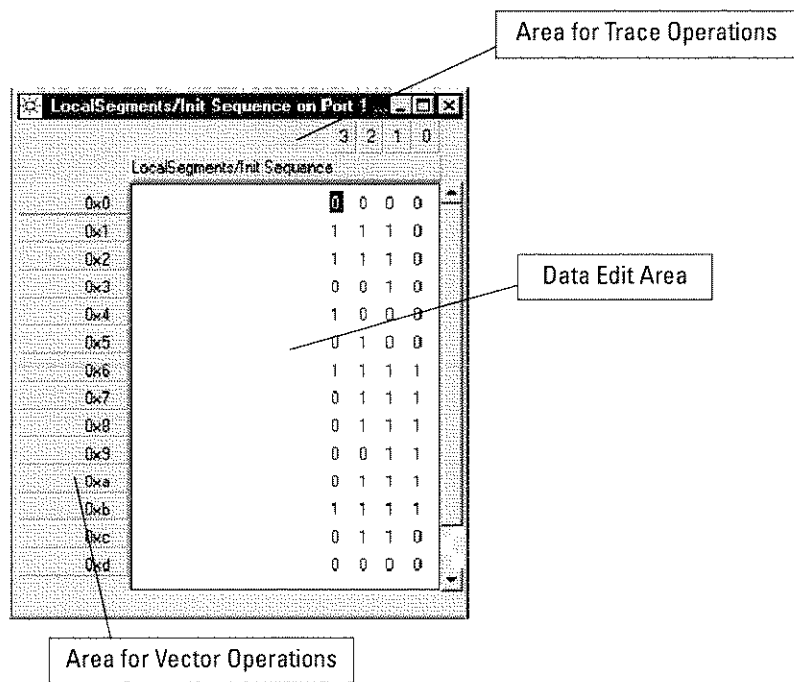 Area for Trace Operations
LocalSegments/Init Sequence on Port 1 ...
3 2 1 0
LocalSegments/Init Sequence
0x0 0 0 0 0
0x1 1 1 1 0
0x2 1 1 1 0
0x3 0 0 1 0
0x4 1 0 0 0
0x5 0 1 0 0
0x6 1 1 1 1
0x7 0 1 1 1
0x8 0 1 1 1
0x9 0 0 1 1
0xa 0 1 1 1
0xb 1 1 1 1
0xc 0 1 1 0
0xd 0 0 0 0
Data Edit Area
Area for Vector Operations